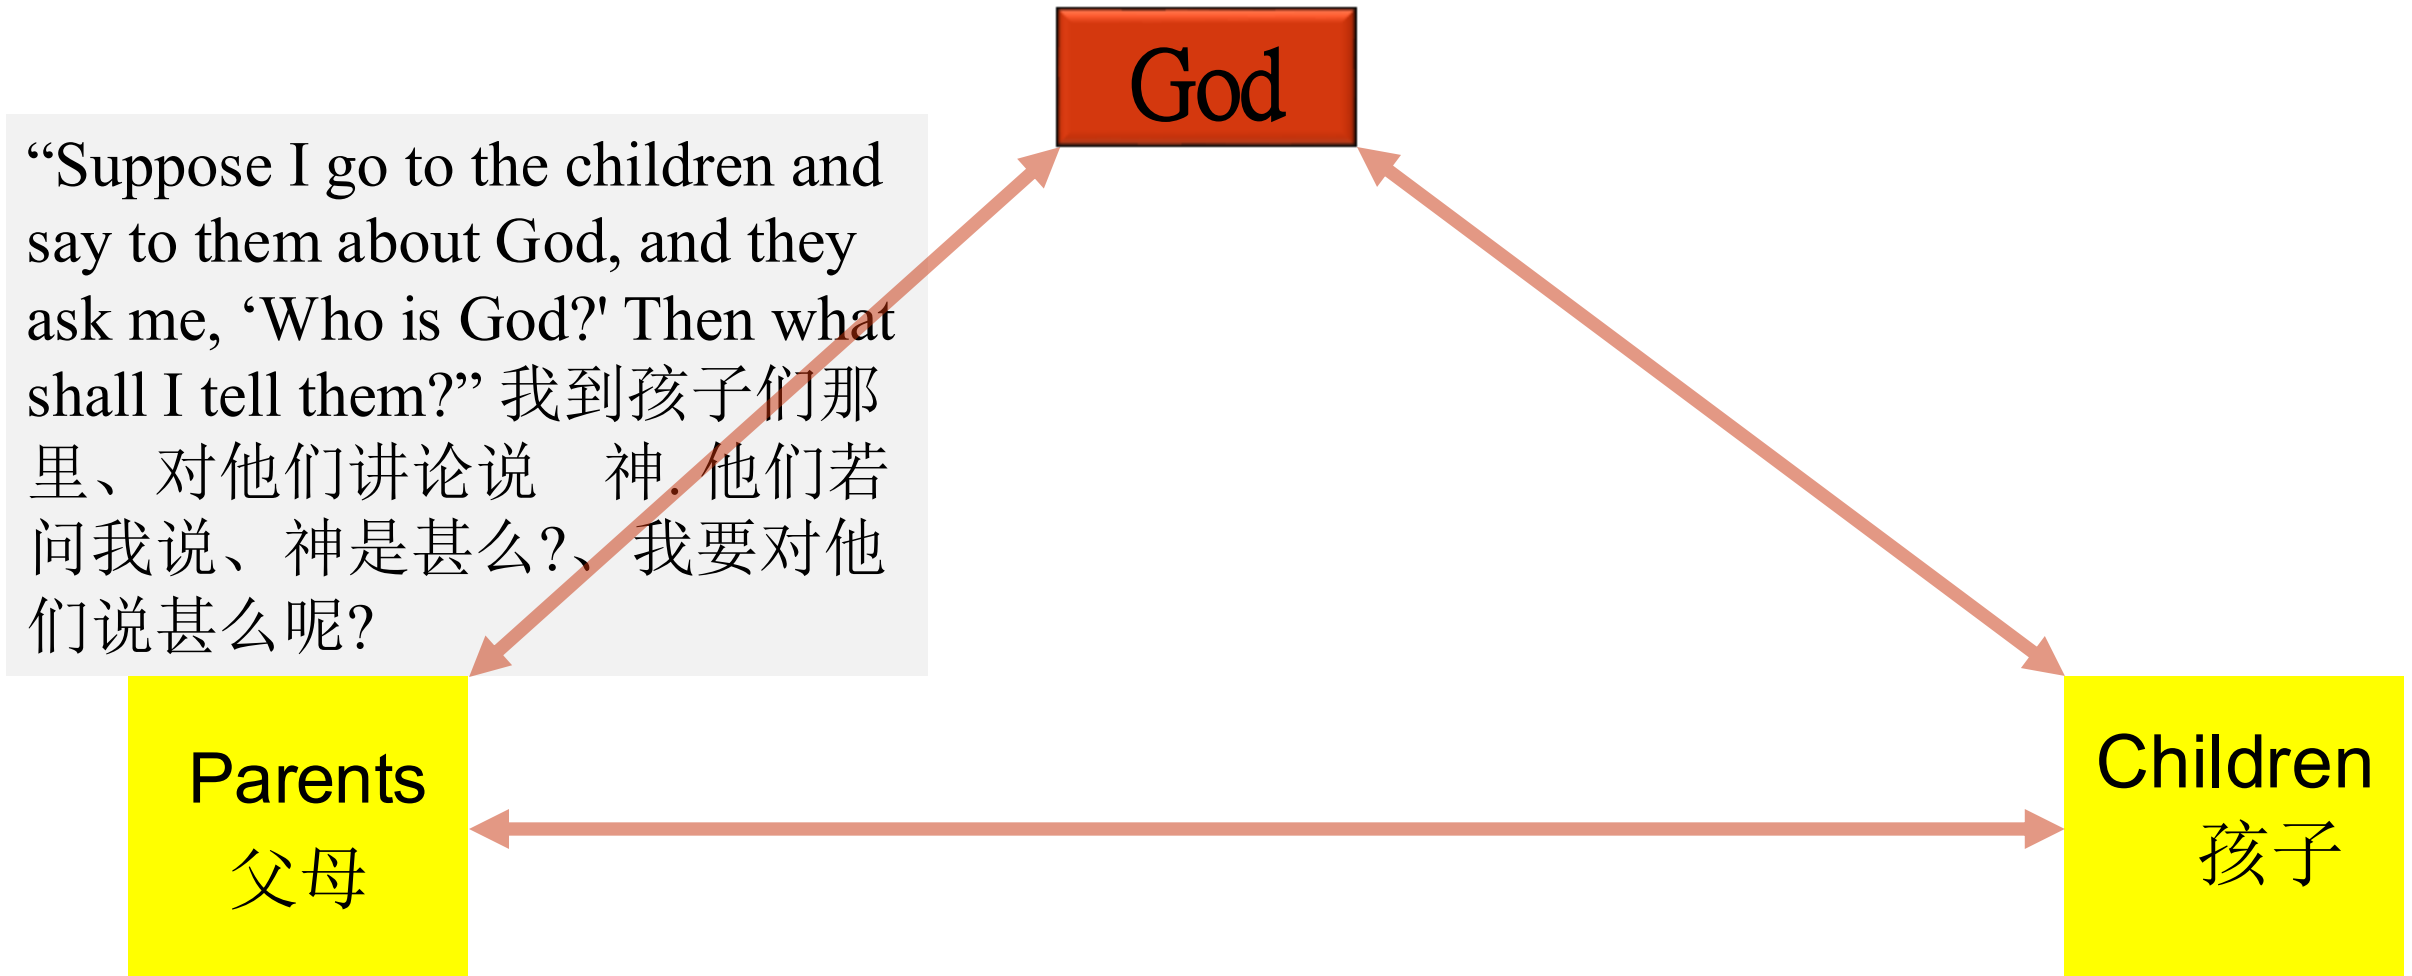 God
“Suppose I go to the children and
say to them about God, and they
ask me, ‘Who is God?' Then what
shall I tell them?” 我到孩子们那
里、对他们讲论说　神.他们若
问我说、神是甚么?、我要对他
们说甚么呢?
Parents
父母
Children
孩子